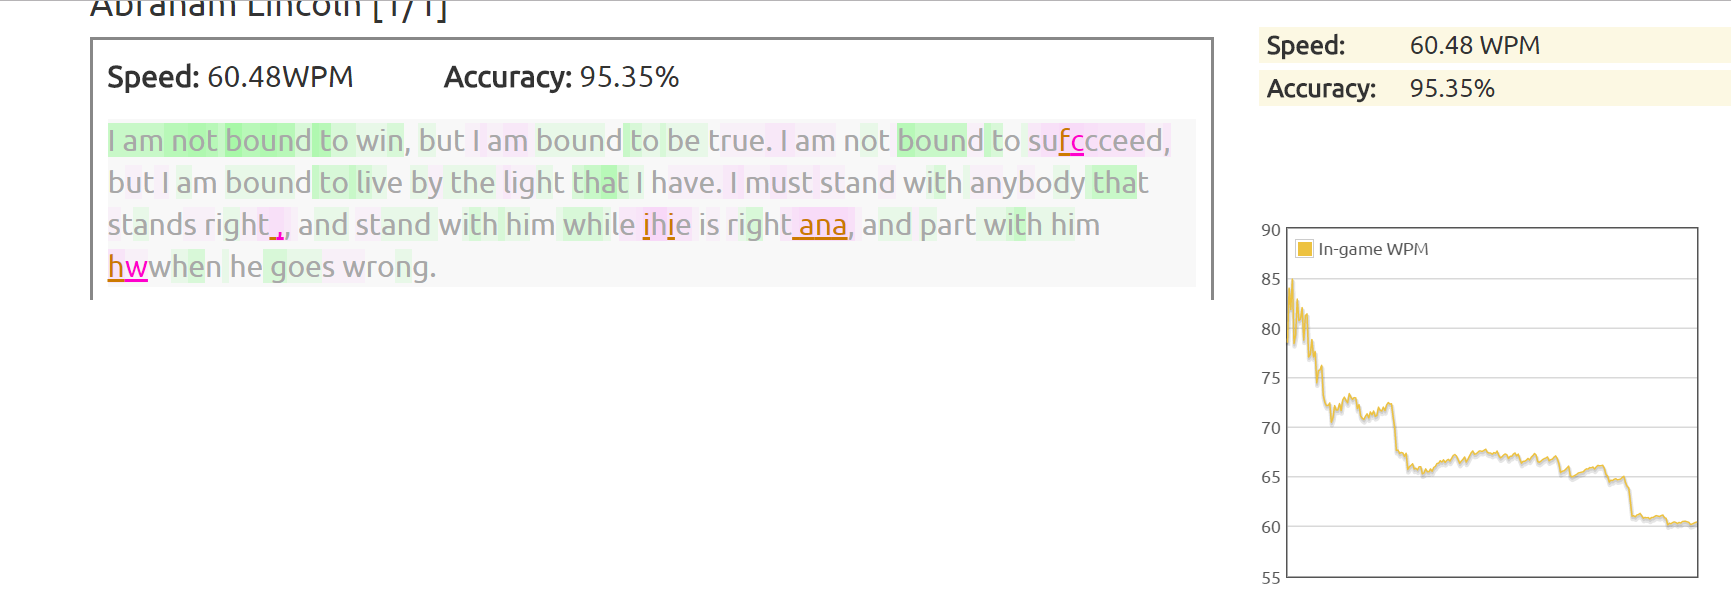 Abraham Lincoln [1/1]
Speed: 60.48WPM Accuracy: 95.35%
I am not bound to win, but I am bound to be true. I am not bound to sufccceed,
but I am bound to live by the light that I have. I must stand with anybody that
stands right ,, and stand with him while ihie is right ana, and part with him
hwwhen he goes wrong.
Speed: 60.48 WPM
Accuracy: 95.35%
In-game WPM
90
85
80
75
70
65
60
55